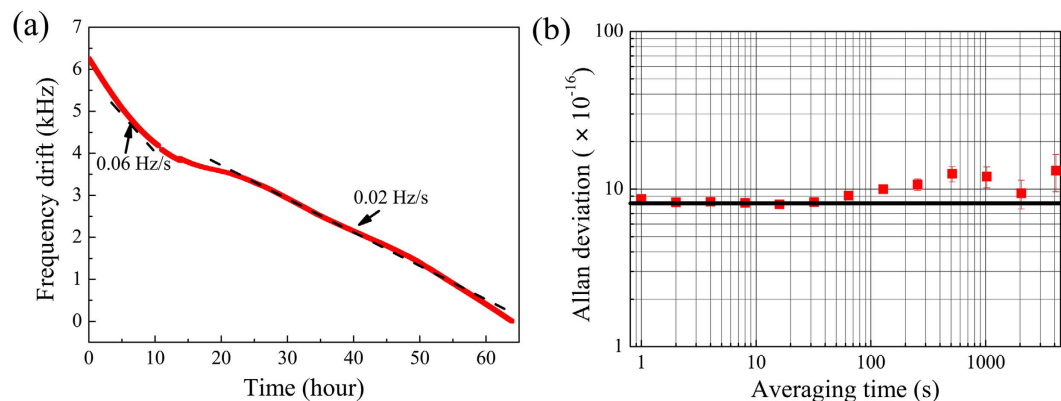 (a)
7
6
5
4
3
2
1
0
Frequency drift (kHz)
0.06 Hz/s
0.02 Hz/s
0 10 20 30 40 50 60
Time (hour)
(b)
100
10
1
Allan deviation ( × 10^-16)
1 10 100 1000
Averaging time (s)